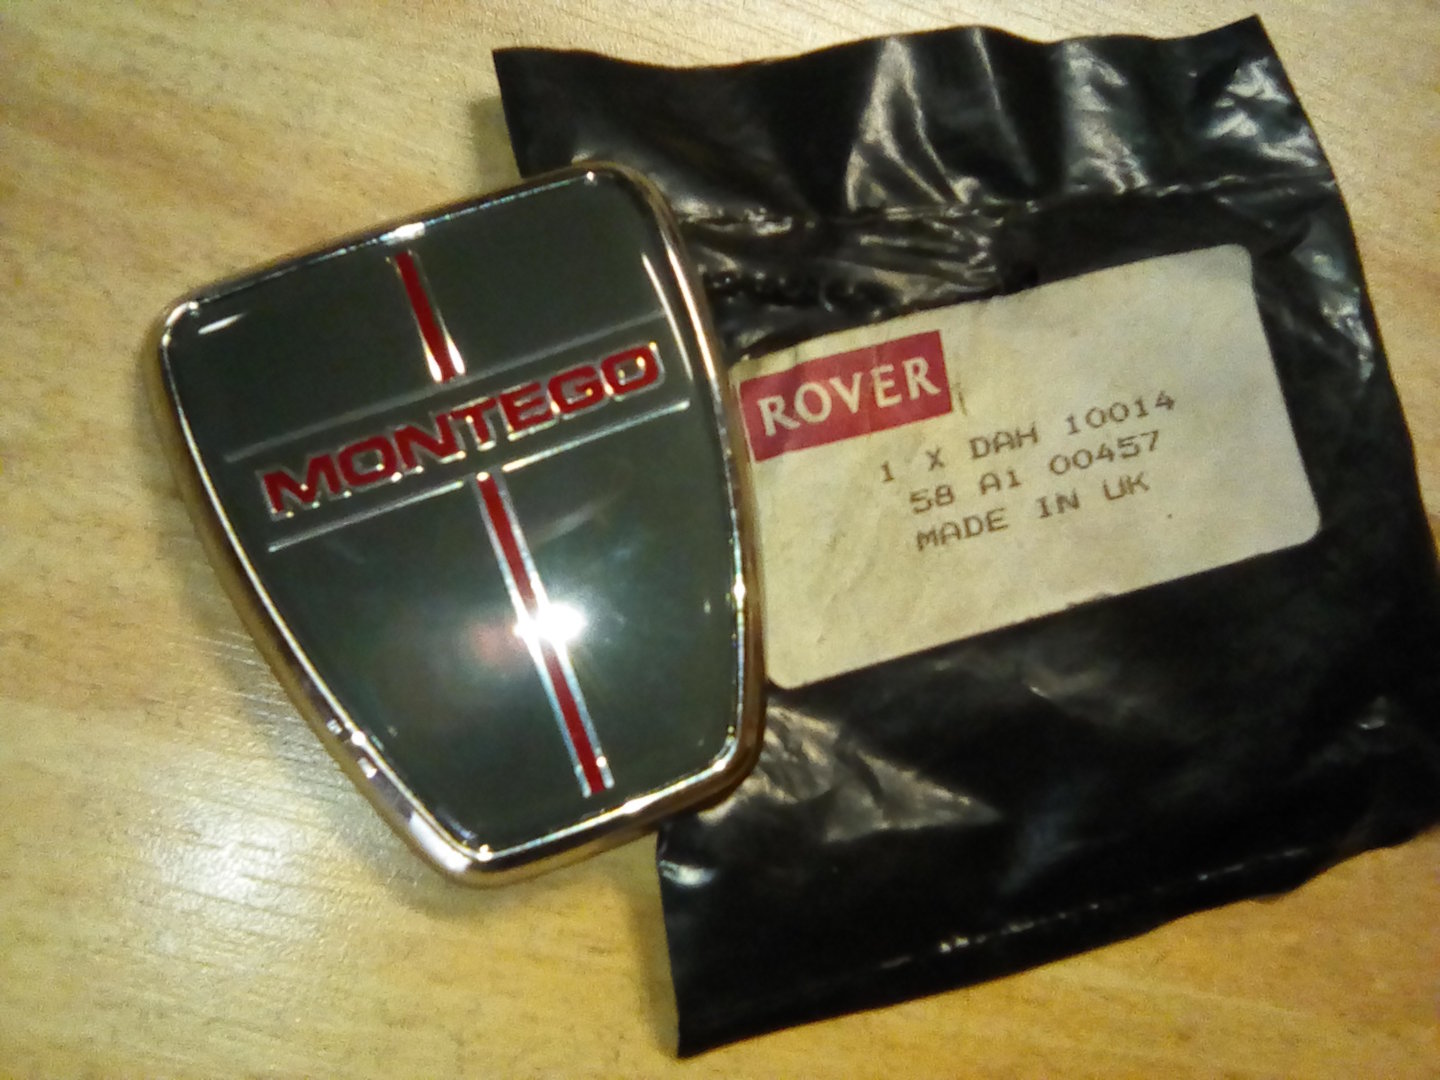 MONTEGO
ROVER
1 X DAH 10014
58 A1 00457
MADE IN UK